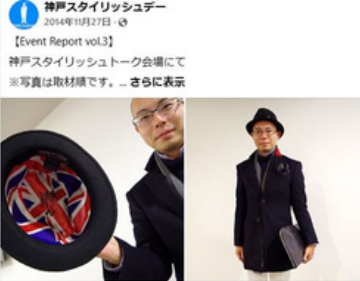 神戸スタイリッシュデー
2014年11月27日
【Event Report vol.3】
神戸スタイリッシュトーク会場にて
※写真は取材順です。... さらに表示